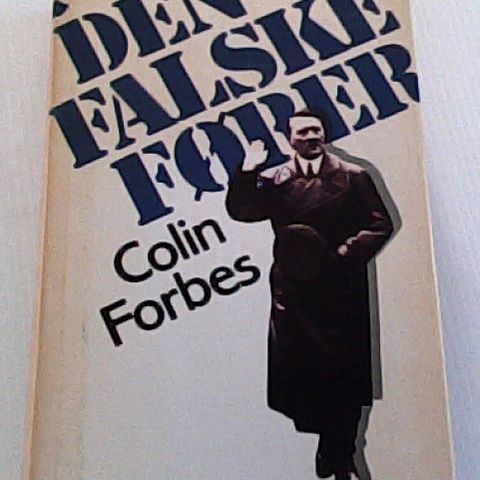 DEN
FALSKE
FØRER
Colin
Forbes